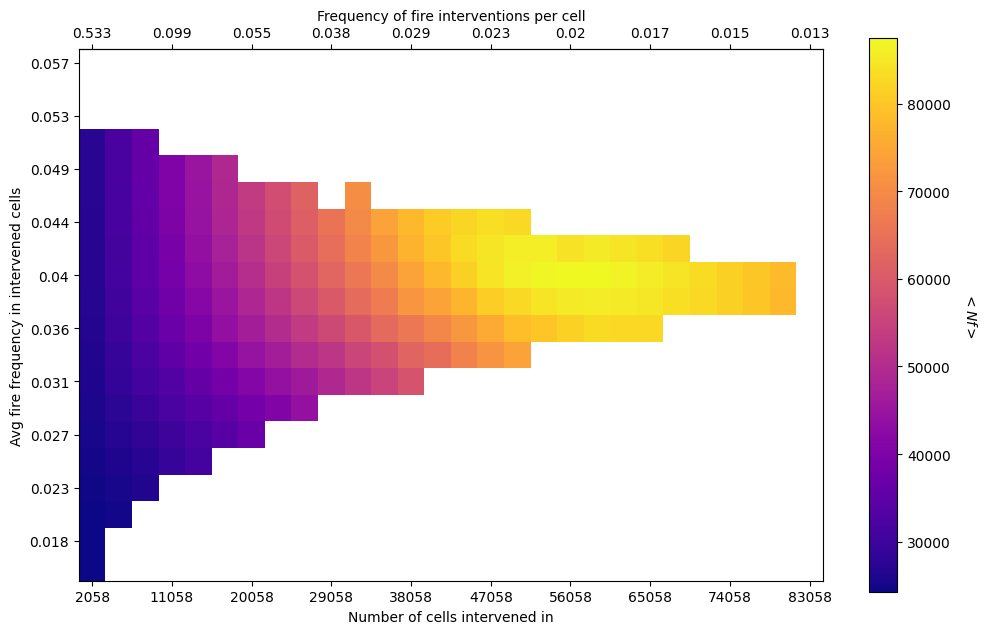 Frequency of fire interventions per cell
0.533 0.099 0.055 0.038 0.029 0.023 0.02 0.017 0.015 0.013
0.057
0.053
0.049
0.044
0.04
0.036
0.031
0.027
0.023
0.018
Avg fire frequency in intervened cells
2058 11058 20058 29058 38058 47058 56058 65058 74058 83058
Number of cells intervened in
80000
70000
60000
50000
40000
30000
< Nf >